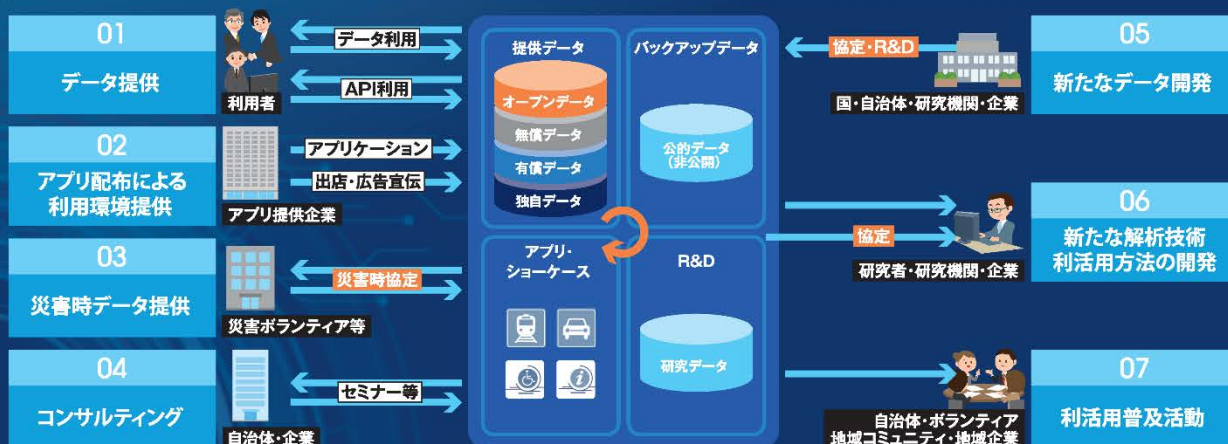 01
データ提供
利用者
データ利用
API利用
02
アプリ配布による
利用環境提供
アプリ提供企業
アプリケーション
出店・広告宣伝
03
災害時データ提供
災害ボランティア等
災害時協定
04
コンサルティング
自治体・企業
セミナー等
提供データ
オープンデータ
無償データ
有償データ
独自データ
バックアップデータ
公的データ
(非公開)
アプリ・
ショーケース
R&D
研究データ
協定・R&D
国・自治体・研究機関・企業
05
新たなデータ開発
協定
研究者・研究機関・企業
06
新たな解析技術
利活用方法の開発
自治体・ボランティア
地域コミュニティ・地域企業
07
利活用普及活動